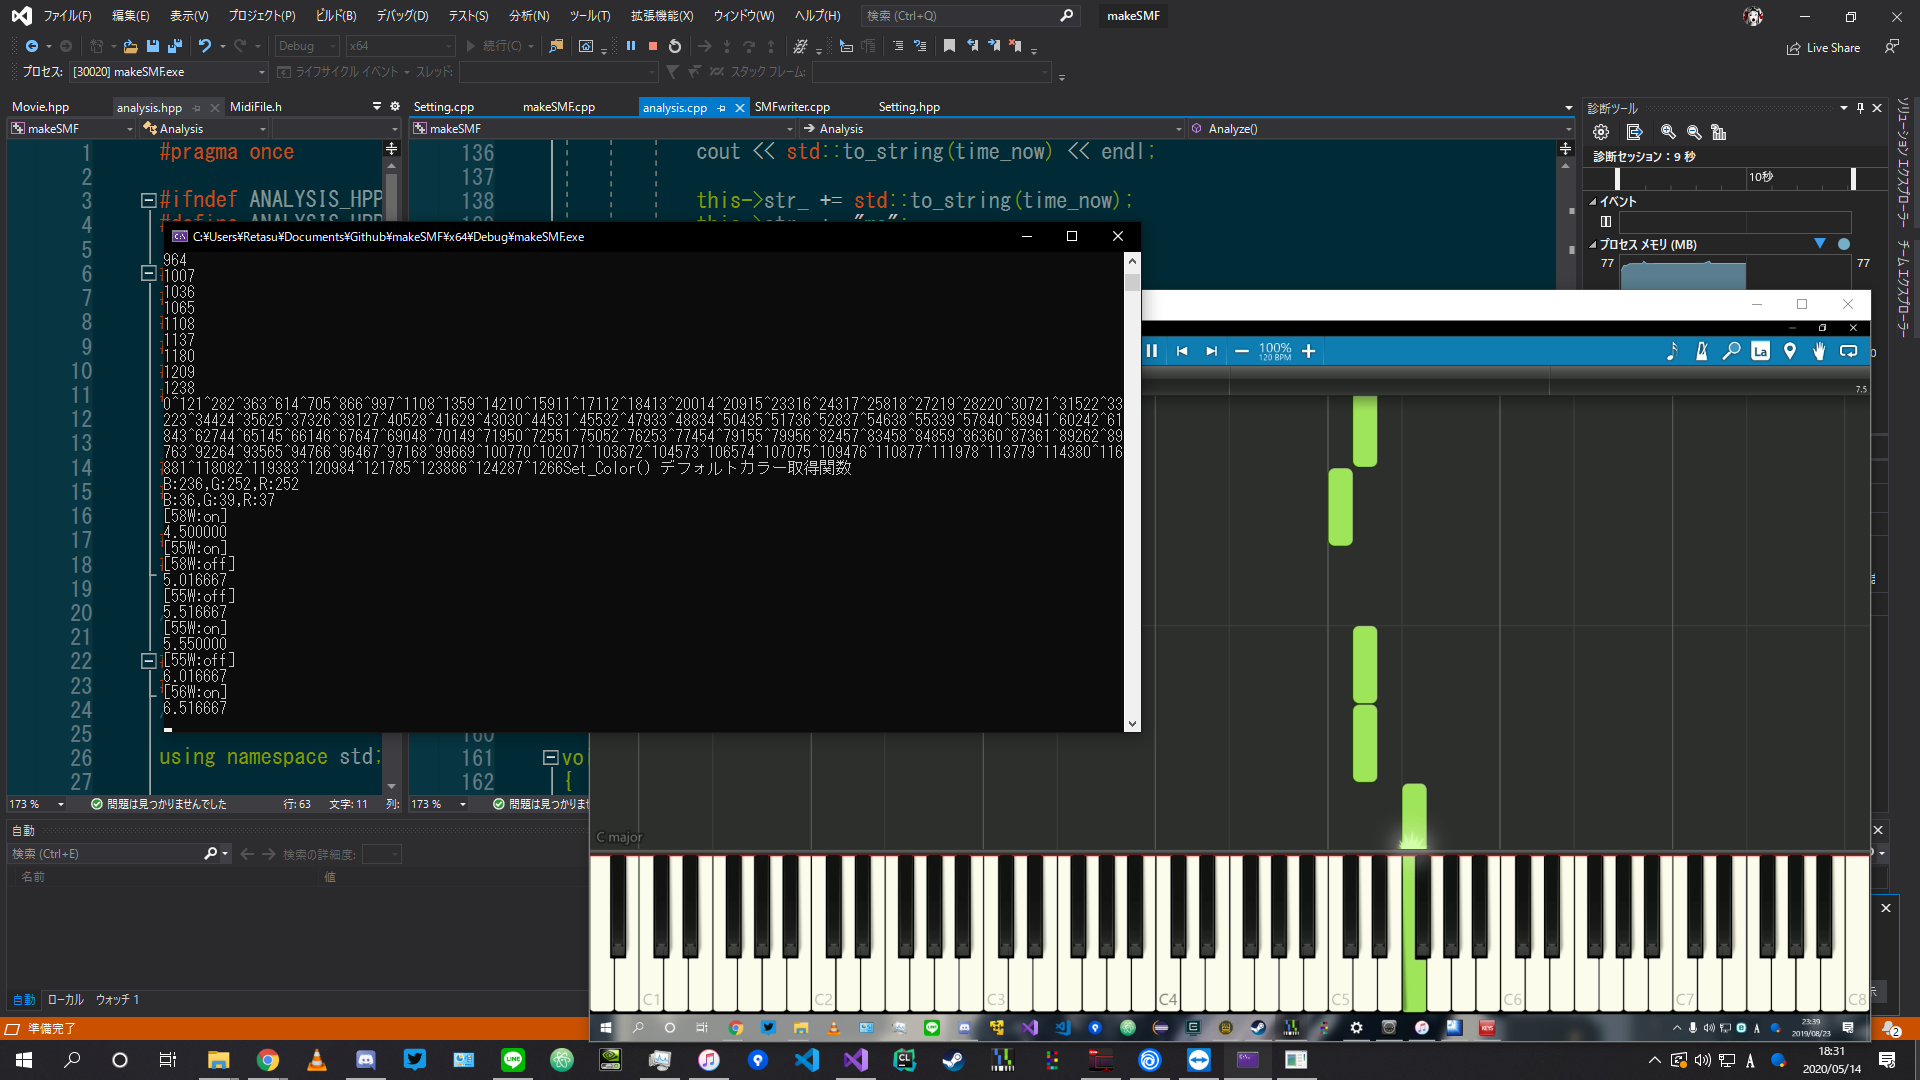 ファイル(F) 編集(E) 表示(V) プロジェクト(P) ビルド(B) デバッグ(D) テスト(S) 分析(N) ツール(T) 拡張機能(X) ウィンドウ(W) ヘルプ(H) 検索 (Ctrl+Q) makeSMF
Debug x64 続行(C) Live Share
プロセス: [30020] makeSMF.exe ライフサイクル イベント スレッド: スタック フレーム:
Movie.hpp analysis.hpp MidiFile.h Setting.cpp makeSMF.cpp analysis.cpp SMFwriter.cpp Setting.hpp 診断ツール
makeSMF Analysis makeSMF Analysis Analyze()
ソリューション エクスプローラー
チーム エクスプローラー
1 #pragma once
2
3 #ifndef ANALYSIS_HPP
4
5
6
7
8
9
10
11
12
13
14
15
16
17
18
19
20
21
22
23
24
25
26 using namespace std;
27
136 cout << std::to_string(time_now) << endl;
137
138 this->str_ += std::to_string(time_now);
160
161
162 {
診断セッション：9 秒
10秒
イベント
プロセス メモリ (MB)
77 77
C:¥Users¥Retasu¥Documents¥Github¥makeSMF¥x64¥Debug¥makeSMF.exe
964
1007
1036
1065
1108
1137
1180
1209
1238
0^121^282^363^614^705^866^997^1108^1359^14210^15911^17112^18413^20014^20915^23316^24317^25818^27219^28220^30721^31522^33
223^34424^35625^37326^38127^40528^41629^43030^44531^45532^47933^48834^50435^51736^52837^54638^55339^57840^58941^60242^61
843^62744^65145^66146^67647^69048^70149^71950^72551^75052^76253^77454^79155^79956^82457^83458^84859^86360^87361^89262^89
763^92264^93565^94766^96467^97168^99669^100770^102071^103672^104573^106574^107075^109476^110877^111978^113779^114380^116
881^118082^119383^120984^121785^123886^124287^1266Set_Color() デフォルトカラー取得関数
B:236,G:252,R:252
B:36,G:39,R:37
[58W:on]
4.500000
[55W:on]
[58W:off]
5.016667
[55W:off]
5.516667
[55W:on]
5.550000
[55W:off]
6.016667
[56W:on]
6.516667
100%
120 BPM
La
7.5
C major
C1 C2 C3 C4 C5 C6 C7 C8
173 % 問題は見つかりませんでした 行: 63 文字: 11 列: 173 %
自動
検索 (Ctrl+E) 検索の詳細度:
名前 値
自動 ローカル ウォッチ 1
準備完了
23:39
2019/08/23
2
18:31
2020/05/14